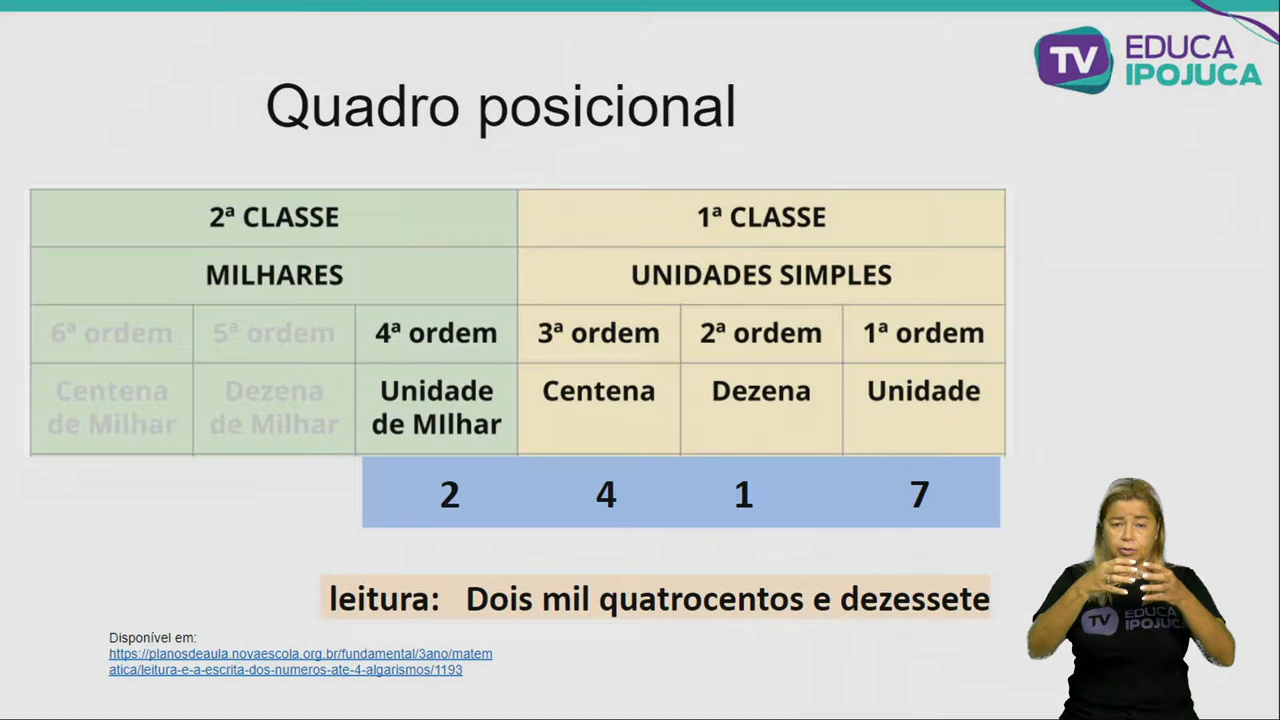 TV EDUCA
IPOJUCA
Quadro posicional
2ª CLASSE 1ª CLASSE
MILHARES UNIDADES SIMPLES
6ª ordem 5ª ordem 4ª ordem 3ª ordem 2ª ordem 1ª ordem
Centena Dezena Unidade Centena Dezena Unidade
de Milhar de Milhar de MIlhar
2 4 1 7
leitura: Dois mil quatrocentos e dezessete
Disponível em:
https://planosdeaula.novaescola.org.br/fundamental/3ano/matem
atica/leitura-e-a-escrita-dos-numeros-ate-4-algarismos/1193
TV EDUCA
IPOJUCA